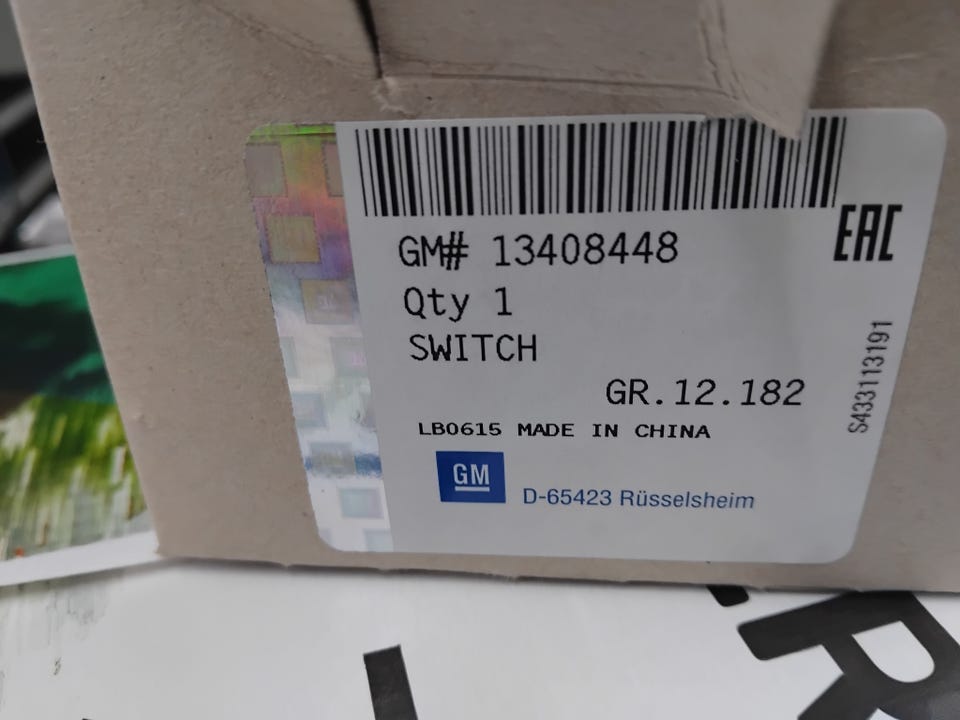 GM# 13408448
EAC
Qty 1
SWITCH
GR.12.182
S433113191
LB0615 MADE IN CHINA
GM
D-65423 Rüsselsheim